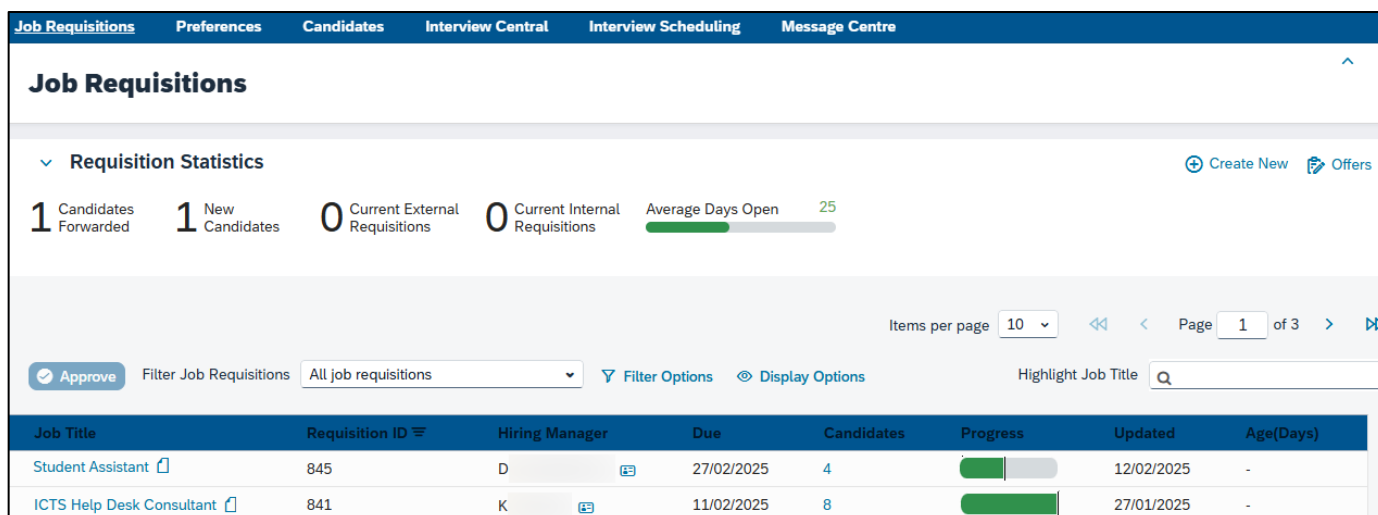 Job Requisitions Preferences Candidates Interview Central Interview Scheduling Message Centre
Job Requisitions
Requisition Statistics Create New Offers
1 Candidates Forwarded 1 New Candidates 0 Current External Requisitions 0 Current Internal Requisitions Average Days Open 25
Items per page 10 Page 1 of 3
Approve Filter Job Requisitions All job requisitions Filter Options Display Options Highlight Job Title
Job Title Requisition ID Hiring Manager Due Candidates Progress Updated Age(Days)
Student Assistant 845 D 27/02/2025 4 12/02/2025 -
ICTS Help Desk Consultant 841 K 11/02/2025 8 27/01/2025 -